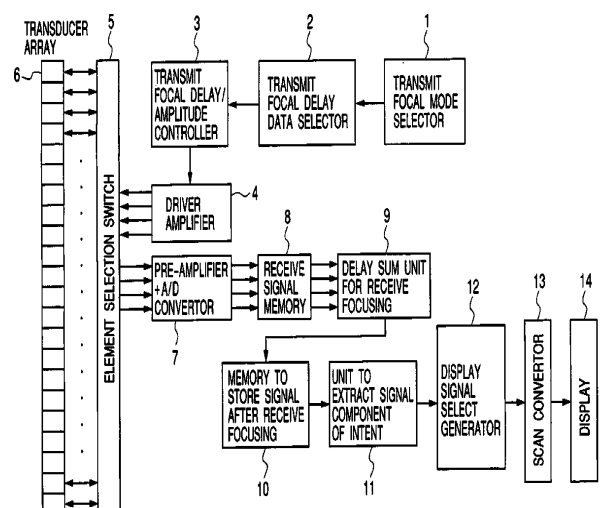 TRANSDUCER
ARRAY
6
5
3
2
1
TRANSMIT
FOCAL DELAY/
AMPLITUDE
CONTROLLER
TRANSMIT
FOCAL DELAY
DATA SELECTOR
TRANSMIT
FOCAL MODE
SELECTOR
ELEMENT SELECTION SWITCH
DRIVER
AMPLIFIER
4
PRE-AMPLIFIER
+A/D
CONVERTOR
7
8
RECEIVE
SIGNAL
MEMORY
9
DELAY SUM UNIT
FOR RECEIVE
FOCUSING
MEMORY TO
STORE SIGNAL
AFTER RECEIVE
FOCUSING
10
UNIT TO
EXTRACT SIGNAL
COMPONENT
OF INTENT
11
12
DISPLAY
SIGNAL
SELECT
GENERATOR
13
SCAN CONVERTOR
14
DISPLAY